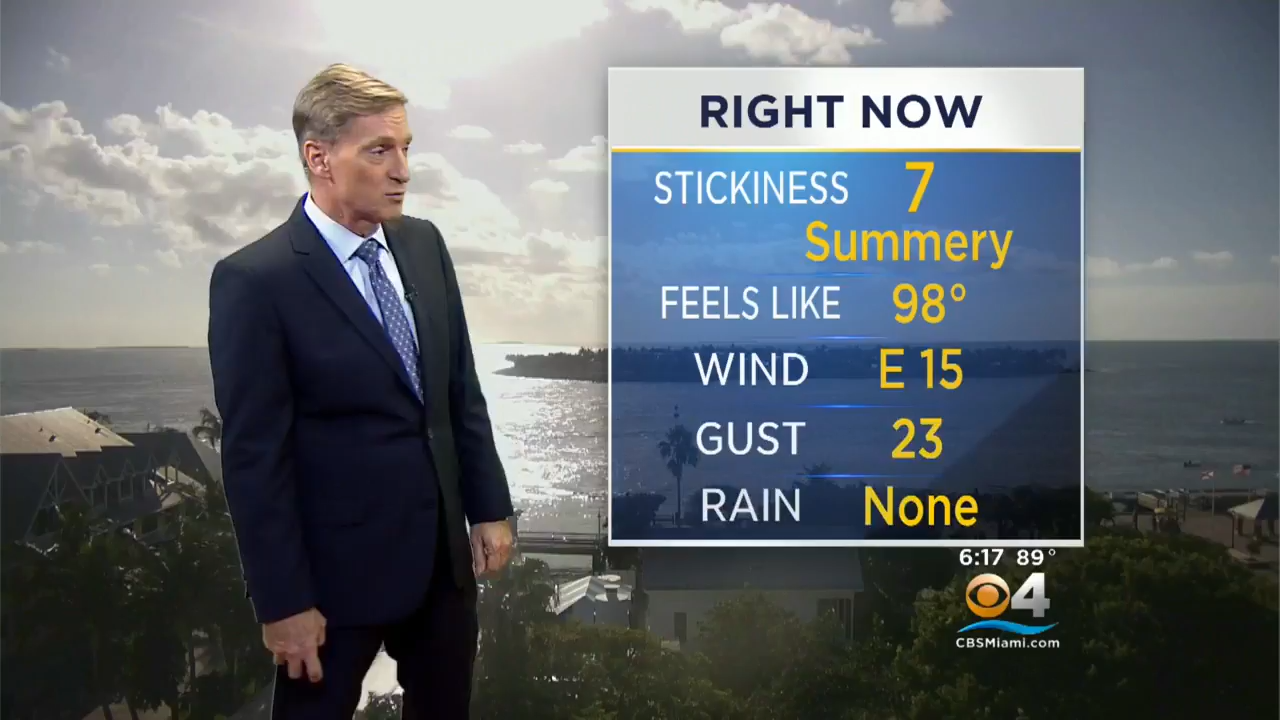 RIGHT NOW
STICKINESS 7
Summery
FEELS LIKE 98°
WIND E 15
GUST 23
RAIN None
6:17 89°
4
CBSMiami.com